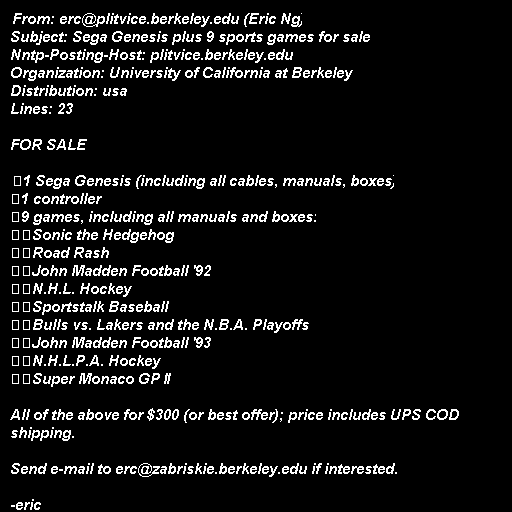 From: erc@plitvice.berkeley.edu (Eric Ng)
Subject: Sega Genesis plus 9 sports games for sale
Nntp-Posting-Host: plitvice.berkeley.edu
Organization: University of California at Berkeley
Distribution: usa
Lines: 23

FOR SALE

□1 Sega Genesis (including all cables, manuals, boxes)
□1 controller
□9 games, including all manuals and boxes:
□□Sonic the Hedgehog
□□Road Rash
□□John Madden Football '92
□□N.H.L. Hockey
□□Sportstalk Baseball
□□Bulls vs. Lakers and the N.B.A. Playoffs
□□John Madden Football '93
□□N.H.L.P.A. Hockey
□□Super Monaco GP II

All of the above for $300 (or best offer); price includes UPS COD
shipping.

Send e-mail to erc@zabriskie.berkeley.edu if interested.

-eric